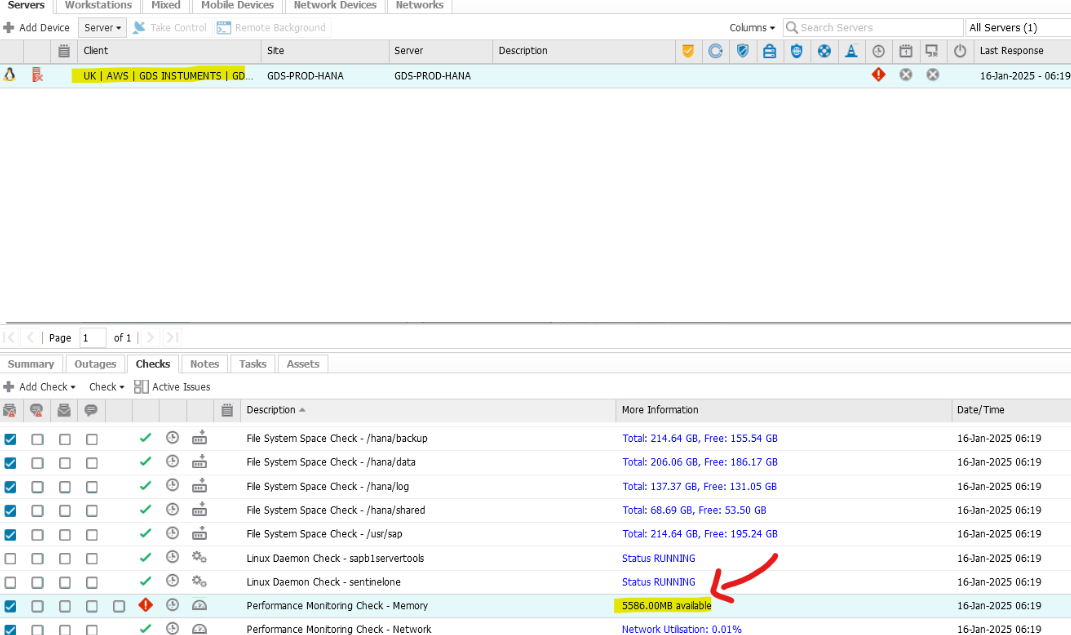 Servers Workstations Mixed Mobile Devices Network Devices Networks
Add Device Server Take Control Remote Background Columns Search Servers All Servers (1)
Client Site Server Description Last Response
UK | AWS | GDS INSTUMENTS | GD... GDS-PROD-HANA GDS-PROD-HANA 16-Jan-2025 - 06:19
Page 1 of 1
Summary Outages Checks Notes Tasks Assets
Add Check Check Active Issues
Description More Information Date/Time
File System Space Check - /hana/backup Total: 214.64 GB, Free: 155.54 GB 16-Jan-2025 06:19
File System Space Check - /hana/data Total: 206.06 GB, Free: 186.17 GB 16-Jan-2025 06:19
File System Space Check - /hana/log Total: 137.37 GB, Free: 131.05 GB 16-Jan-2025 06:19
File System Space Check - /hana/shared Total: 68.69 GB, Free: 53.50 GB 16-Jan-2025 06:19
File System Space Check - /usr/sap Total: 214.64 GB, Free: 195.24 GB 16-Jan-2025 06:19
Linux Daemon Check - sapb1servertools Status RUNNING 16-Jan-2025 06:19
Linux Daemon Check - sentinelone Status RUNNING 16-Jan-2025 06:19
Performance Monitoring Check - Memory 5586.00MB available 16-Jan-2025 06:19
Performance Monitoring Check - Network Network Utilisation: 0.01% 16-Jan-2025 06:19